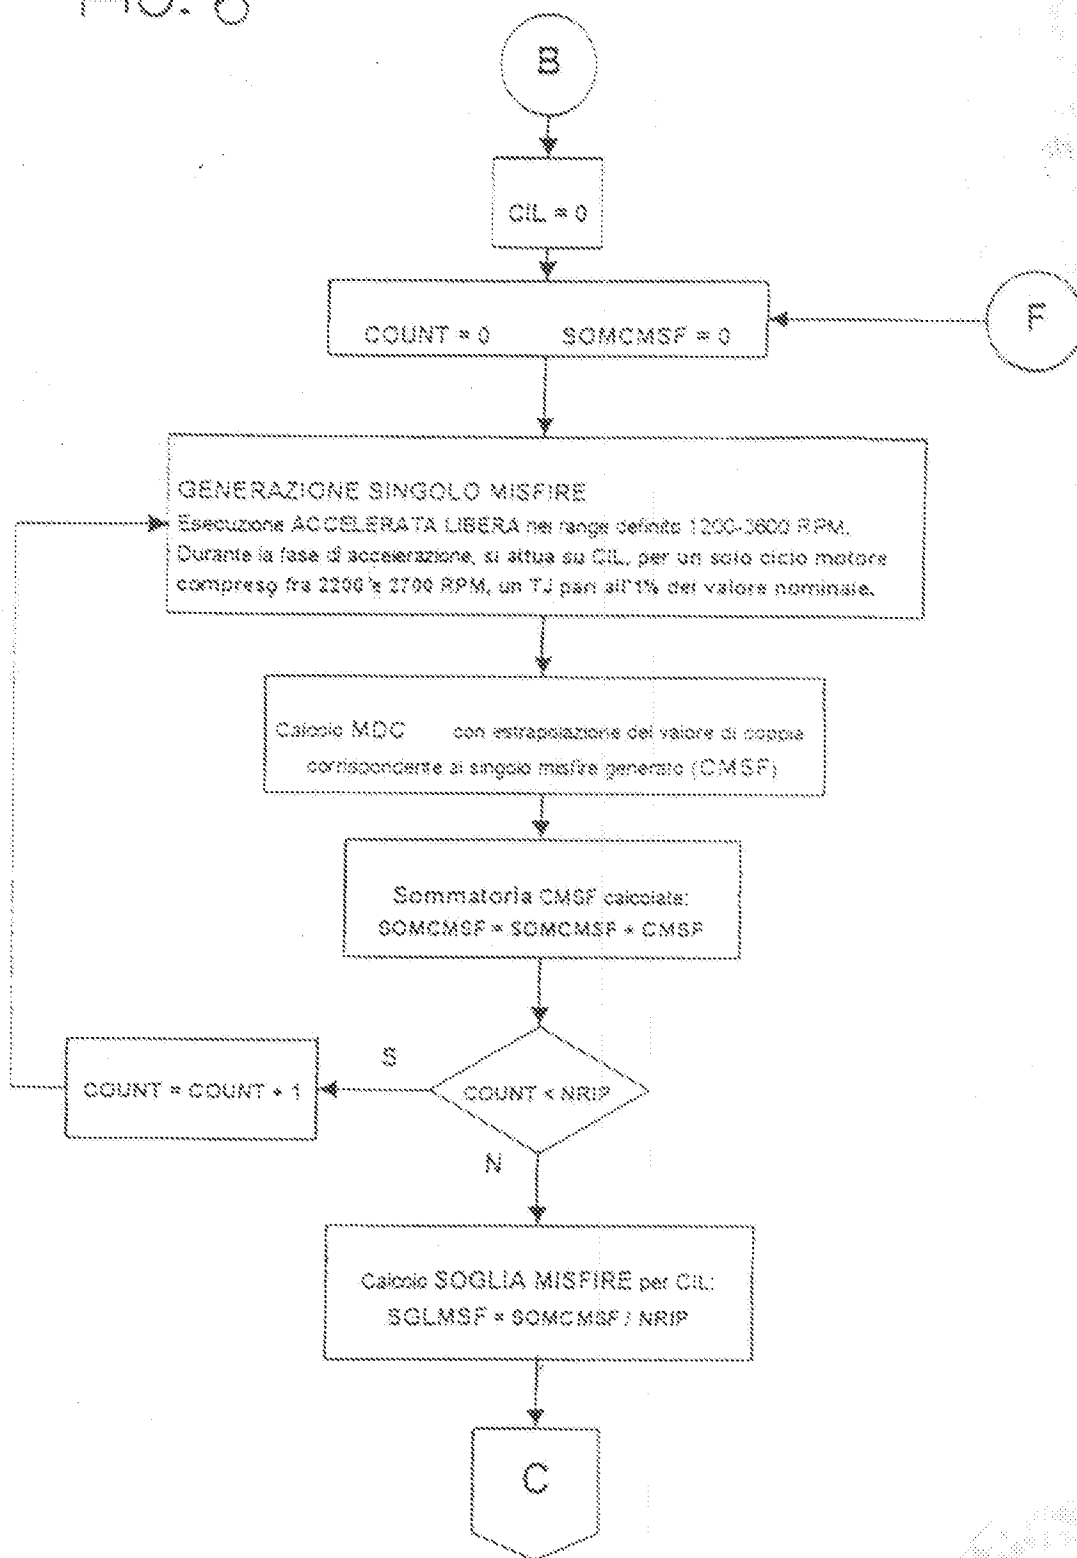 FIG. 6
B
CIL = 0
COUNT = 0 SOMCMSF = 0
F
GENERAZIONE SINGOLO MISFIRE
Esecuzione ACCELERATA LIBERA nel range definito 1200-3600 RPM.
Durante la fase di accelerazione, si attua su CIL, per un solo ciclo motore
compreso fra 2200 e 2700 RPM, un TJ pari all'1% del valore nominale.
Calcolo MDC con estrapolazione del valore di coppia
corrispondente al singolo misfire generato (CMSF)
Sommatoria CMSF calcolate:
SOMCMSF = SOMCMSF + CMSF
S
COUNT = COUNT + 1
COUNT < NRIP
N
Calcolo SOGLIA MISFIRE per CIL:
SGLMSF = SOMCMSF / NRIP
C